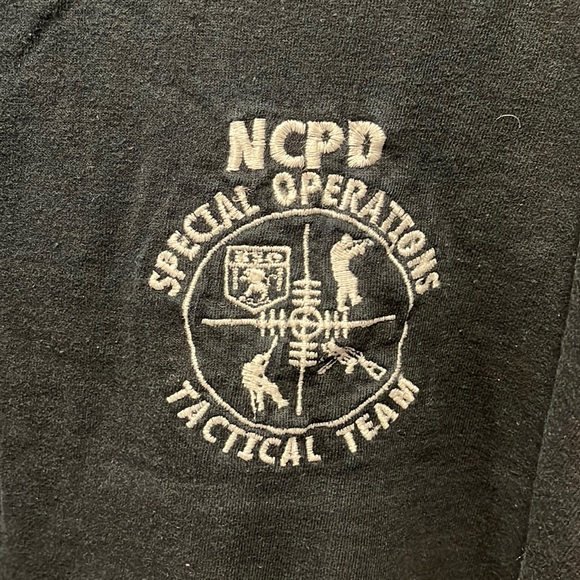 NCPD
SPECIAL OPERATIONS
TACTICAL TEAM